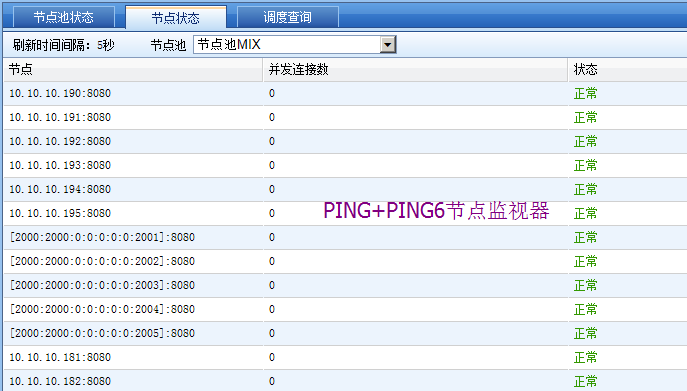 节点池状态 节点状态 调度查询
刷新时间间隔: 5秒 节点池 节点池MIX
节点 并发连接数 状态
10.10.10.190:8080 0 正常
10.10.10.191:8080 0 正常
10.10.10.192:8080 0 正常
10.10.10.193:8080 0 正常
10.10.10.194:8080 0 正常
10.10.10.195:8080 0 PING+PING6节点监视器 正常
[2000:2000:0:0:0:0:0:2001]:8080 0 正常
[2000:2000:0:0:0:0:0:2002]:8080 0 正常
[2000:2000:0:0:0:0:0:2003]:8080 0 正常
[2000:2000:0:0:0:0:0:2004]:8080 0 正常
[2000:2000:0:0:0:0:0:2005]:8080 0 正常
10.10.10.181:8080 0 正常
10.10.10.182:8080 0 正常